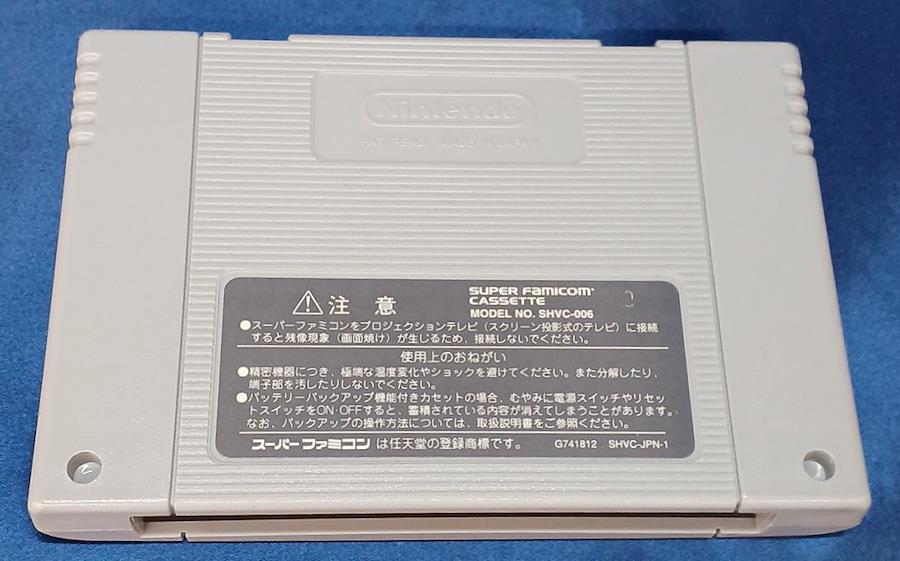 Nintendo
PAT. PEND. MADE IN JAPAN
注 意
SUPER FAMICOM
CASSETTE
MODEL NO. SHVC-006
●スーパーファミコンをプロジェクションテレビ（スクリーン投影式のテレビ）に接続
すると残像現象（画面焼け）が生じるため、接続しないでください。
使用上のおねがい
●精密機器につき、極端な温度変化やショックを避けてください。また分解したり、
端子部を汚したりしないでください。
●バッテリーバックアップ機能付きカセットの場合、むやみに電源スイッチやリセッ
トスイッチをON・OFFすると、蓄積されている内容が消えてしまうことがあります。
なお、バックアップの操作方法については、取扱説明書をご参照ください。
スーパーファミコン は任天堂の登録商標です。 G741812 SHVC-JPN-1